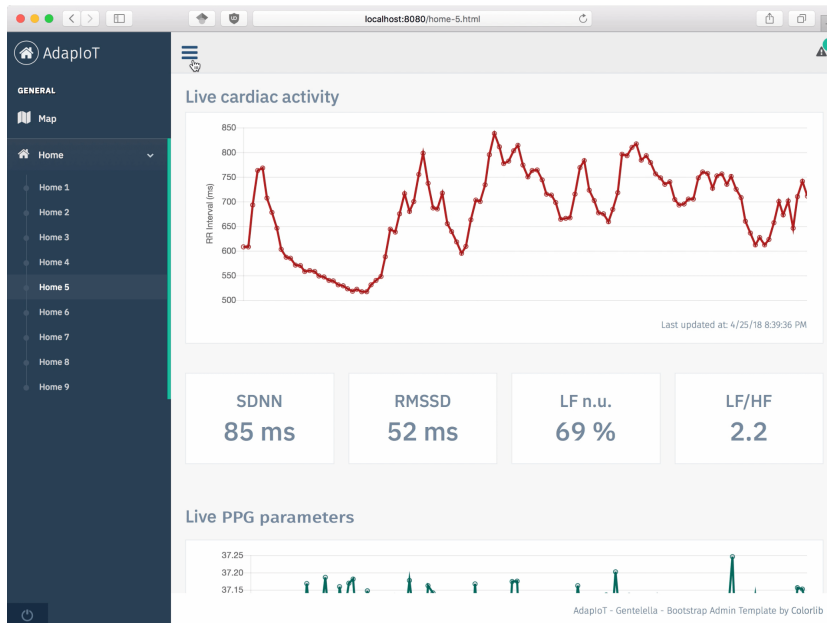 localhost:8080/home-5.html
AdapIoT
GENERAL
Map
Home
Home 1
Home 2
Home 3
Home 4
Home 5
Home 6
Home 7
Home 8
Home 9
Live cardiac activity
850
800
750
700
650
600
550
500
RR Interval (ms)
Last updated at: 4/25/18 8:39:36 PM
SDNN
85 ms
RMSSD
52 ms
LF n.u.
69 %
LF/HF
2.2
Live PPG parameters
37.25
37.20
37.15
AdapIoT - Gentelella - Bootstrap Admin Template by Colorlib